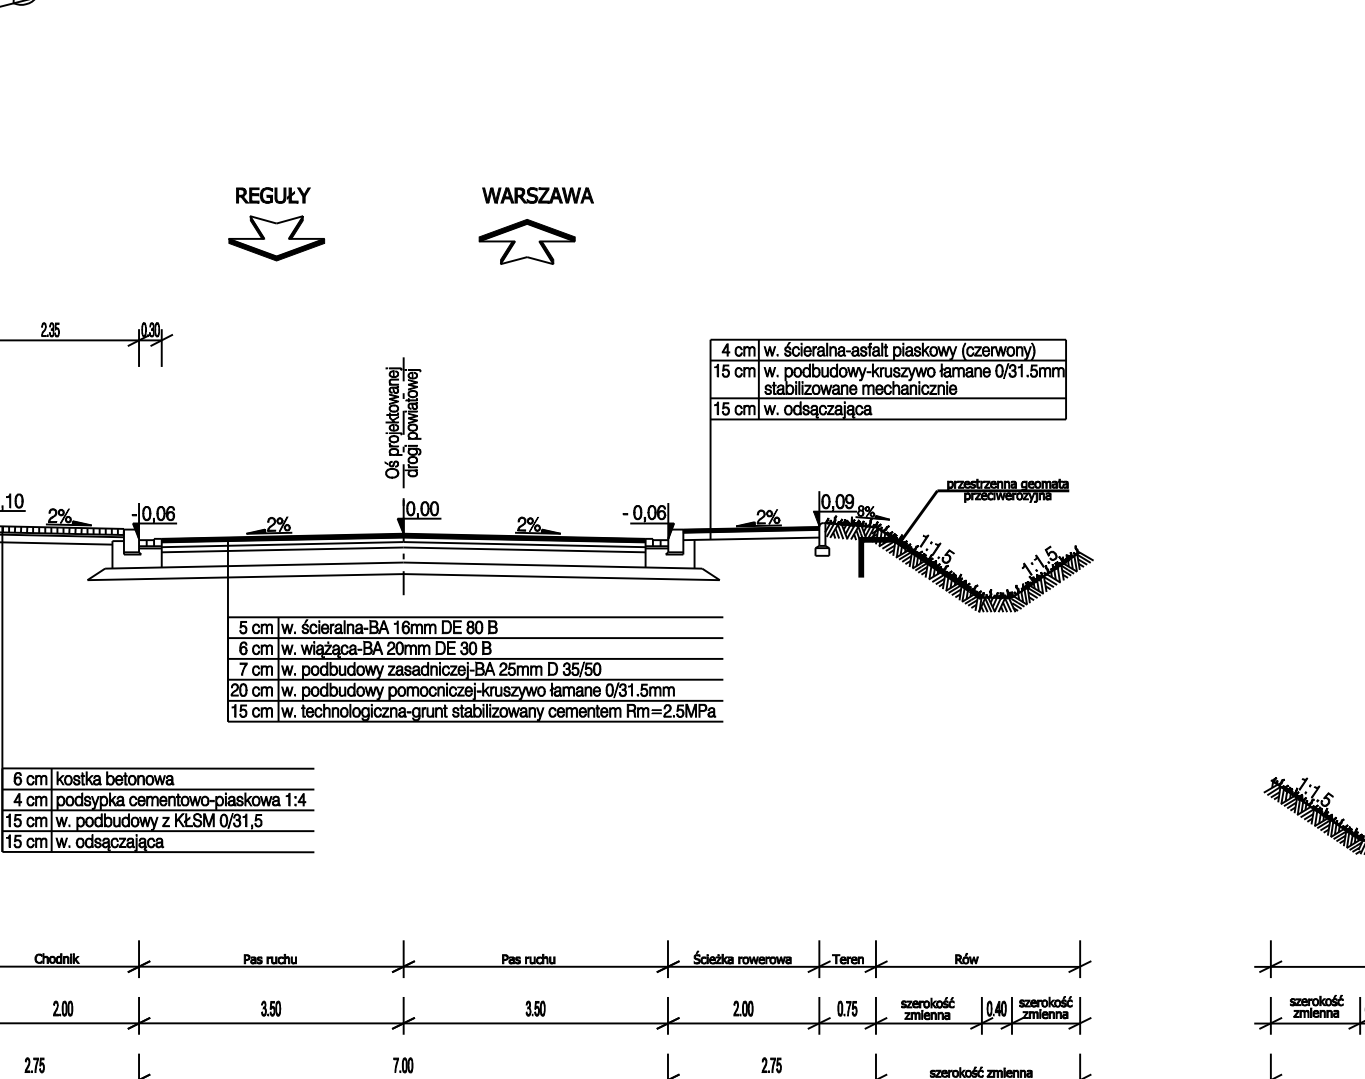 REGUŁY WARSZAWA
2.35 0.30
Oś projektowanej
drogi powiatowej
4 cm w. ścieralna-asfalt piaskowy (czerwony)
15 cm w. podbudowy-kruszywo łamane 0/31.5mm
stabilizowane mechanicznie
15 cm w. odsączająca
przestrzenna geomata
przeciwerozyjna
,10 2% - 0,06 2% 0,00 2% - 0,06 2% 0,09 8%
1:1.5 1:1.5
5 cm w. ścieralna-BA 16mm DE 80 B
6 cm w. wiążąca-BA 20mm DE 30 B
7 cm w. podbudowy zasadniczej-BA 25mm D 35/50
20 cm w. podbudowy pomocniczej-kruszywo łamane 0/31.5mm
15 cm w. technologiczna-grunt stabilizowany cementem Rm=2.5MPa
6 cm kostka betonowa
4 cm podsypka cementowo-piaskowa 1:4
15 cm w. podbudowy z KŁSM 0/31,5
15 cm w. odsączająca
1:1.5
Chodnik Pas ruchu Pas ruchu Ścieżka rowerowa Teren Rów
2.00 3.50 3.50 2.00 0.75 szerokość
zmienna 0.40 szerokość
zmienna szerokość
zmienna
2.75 7.00 2.75 szerokość zmienna